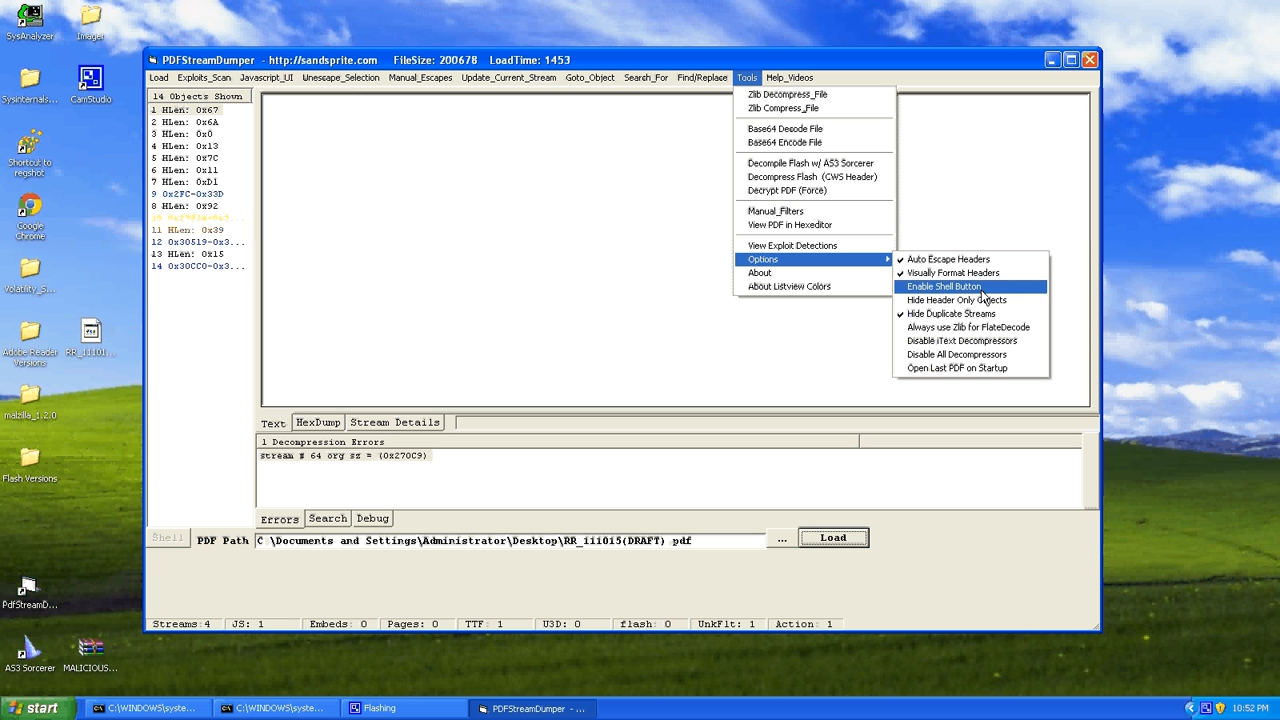 SysAnalyzer
Imager
Sysinternals...
CamStudio
Shortcut to
regshot
Google
Chrome
Volatility_S...
Adobe Reader
Versions
RR_11101...
malzilla_1.2.0
Flash Versions
PdfStreamD...
AS3 Sorcerer
MALICIOUS...
PDFStreamDumper - http://sandsprite.com FileSize: 200678 LoadTime: 1453
Load Exploits_Scan Javascript_UI Unescape_Selection Manual_Escapes Update_Current_Stream Goto_Object Search_For Find/Replace Tools Help_Videos
14 Objects Shown
1 HLen: 0x67
2 HLen: 0x6A
3 HLen: 0x0
4 HLen: 0x13
5 HLen: 0x7C
6 HLen: 0x11
7 HLen: 0xD1
9 0x2FC-0x33D
8 HLen: 0x92
11 HLen: 0x39
12 0x30519-0x3...
13 HLen: 0x15
14 0x30CC0-0x3...
Zlib Decompress_File
Zlib Compress_File
Base64 Decode File
Base64 Encode File
Decompile Flash w/ AS3 Sorcerer
Decompress Flash (CWS Header)
Decrypt PDF (Force)
Manual_Filters
View PDF in Hexeditor
View Exploit Detections
Options
About
About Listview Colors
Auto Escape Headers
Visually Format Headers
Enable Shell Button
Hide Header Only Objects
Hide Duplicate Streams
Always use Zlib for FlateDecode
Disable iText Decompressors
Disable All Decompressors
Open Last PDF on Startup
Text HexDump Stream Details
1 Decompression Errors
stream # 64 org sz = (0x270C9)
Errors Search Debug
Shell PDF Path C \Documents and Settings\Administrator\Desktop\RR_111015(DRAFT) pdf ... Load
Streams:4 JS: 1 Embeds: 0 Pages: 0 TTF: 1 U3D: 0 flash: 0 UnkFlt: 1 Action: 1
start C:\WINDOWS\syste... C:\WINDOWS\syste... Flashing PDFStreamDumper - ... 10:52 PM